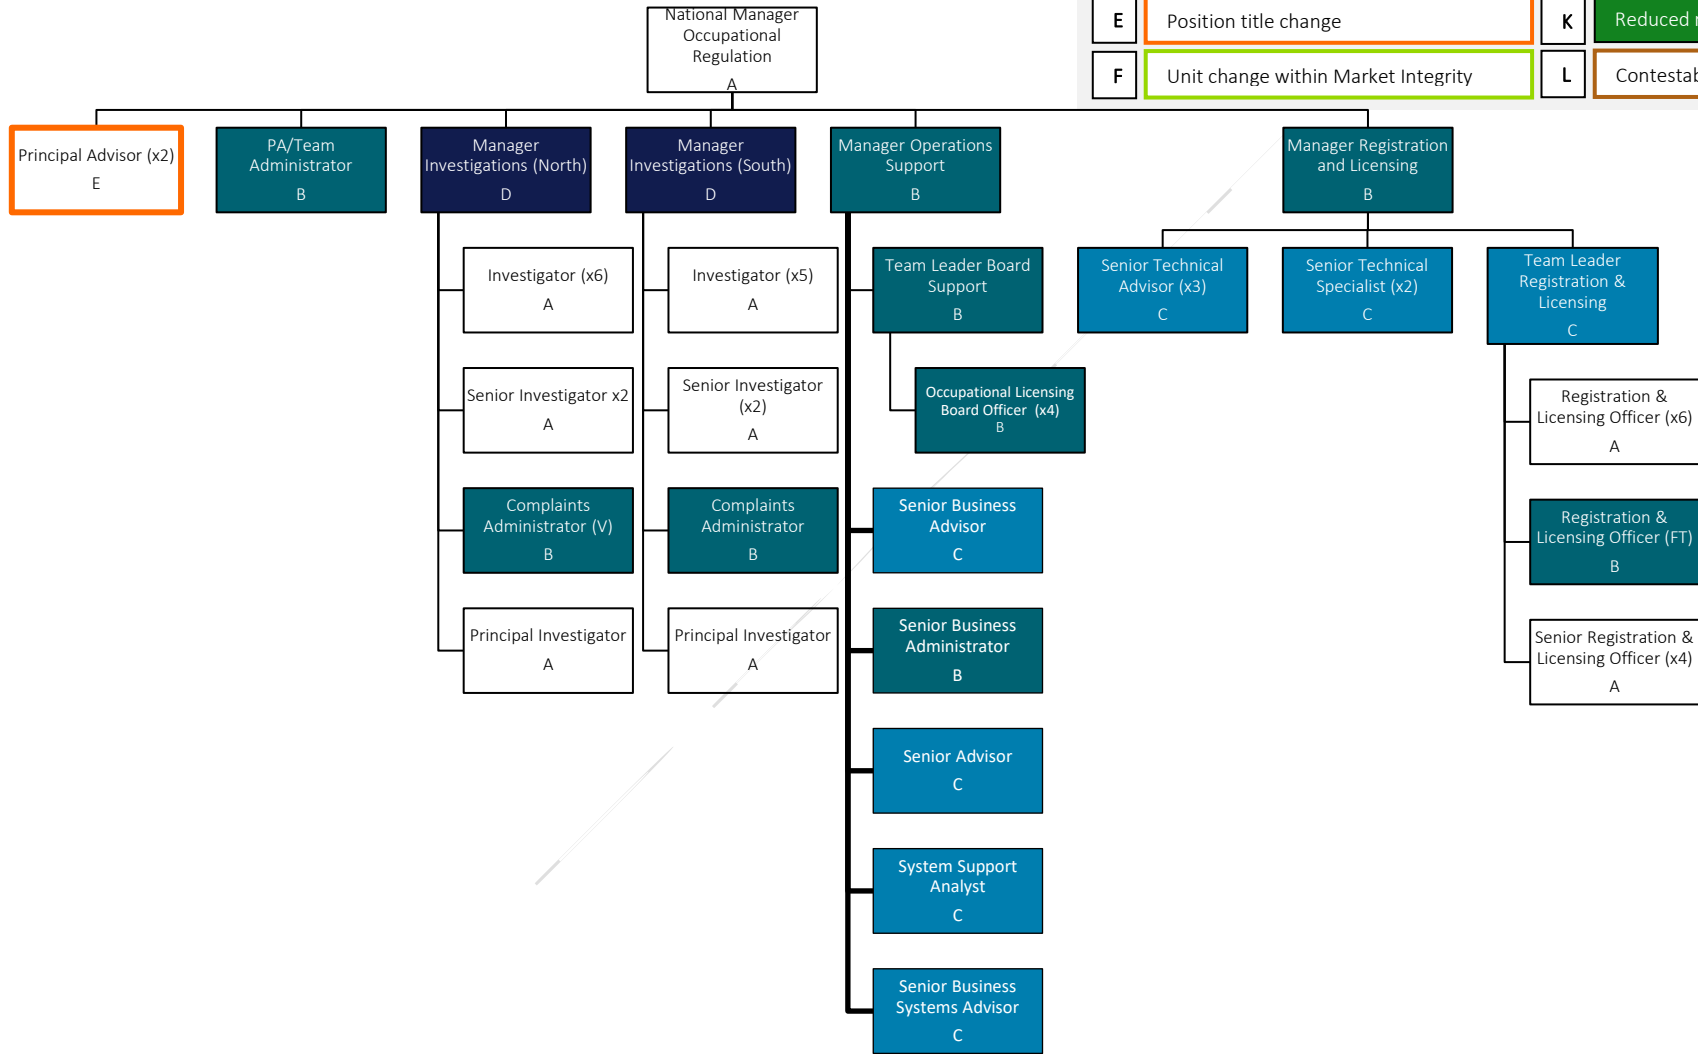 National Manager
Occupational
Regulation
A
E
Position title change
K
Reduced
F
Unit change within Market Integrity
L
Principal Advisor (x2)
E
PA/Team
Administrator
B
Manager
Investigations (North)
D
Manager
Investigations (South)
D
Manager Operations
Support
B
Manager Registration
and Licensing
B
Investigator (x6)
A
Senior Investigator x2
A
Complaints
Administrator (V)
B
Principal Investigator
A
Investigator (x5)
A
Senior Investigator
(x2)
A
Complaints
Administrator
B
Principal Investigator
A
Team Leader Board
Support
B
Occupational Licensing
Board Officer (x4)
B
Senior Business
Advisor
C
Senior Business
Administrator
B
Senior Advisor
C
System Support
Analyst
C
Senior Business
Systems Advisor
C
Senior Technical
Advisor (x3)
C
Senior Technical
Specialist (x2)
C
Team Leader
Registration &
Licensing
C
Registration &
Licensing Officer (x6)
A
Registration &
Licensing Officer (FT)
B
Senior Registration &
Licensing Officer (x4)
A